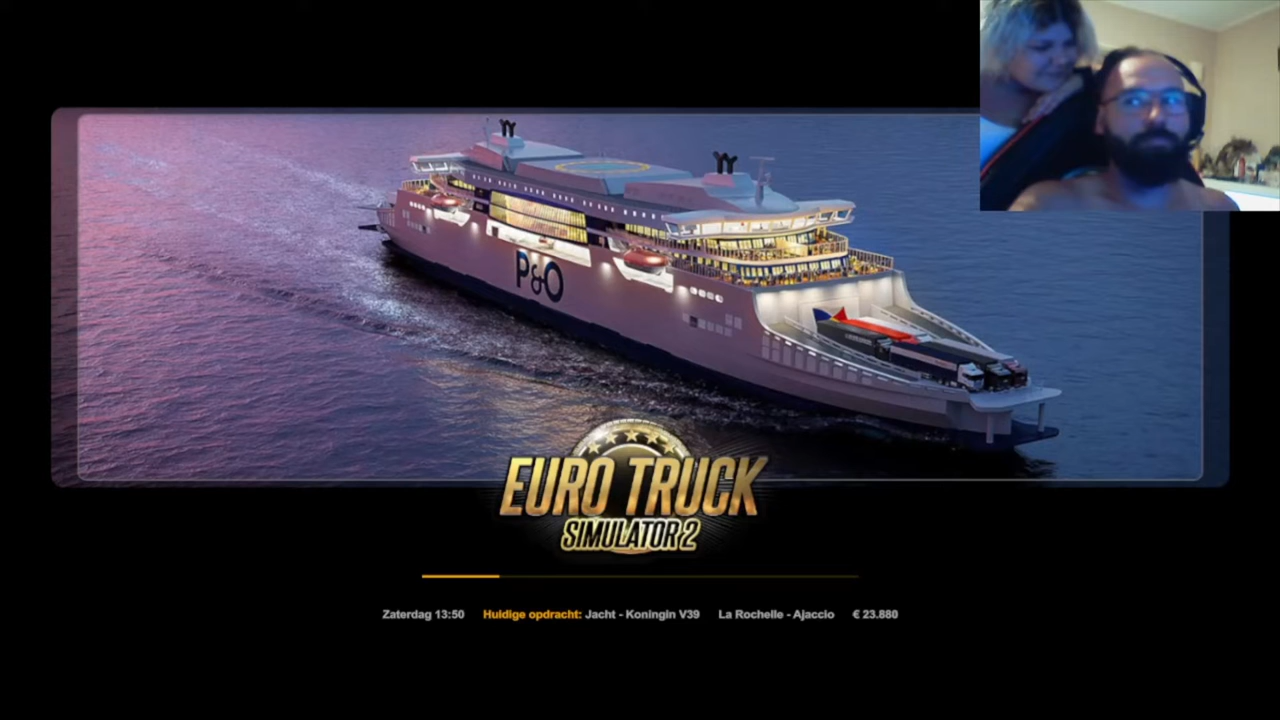 P&O
EURO TRUCK
SIMULATOR 2
Zaterdag 13:50 Huidige opdracht: Jacht - Koningin V39 La Rochelle - Ajaccio € 23.880